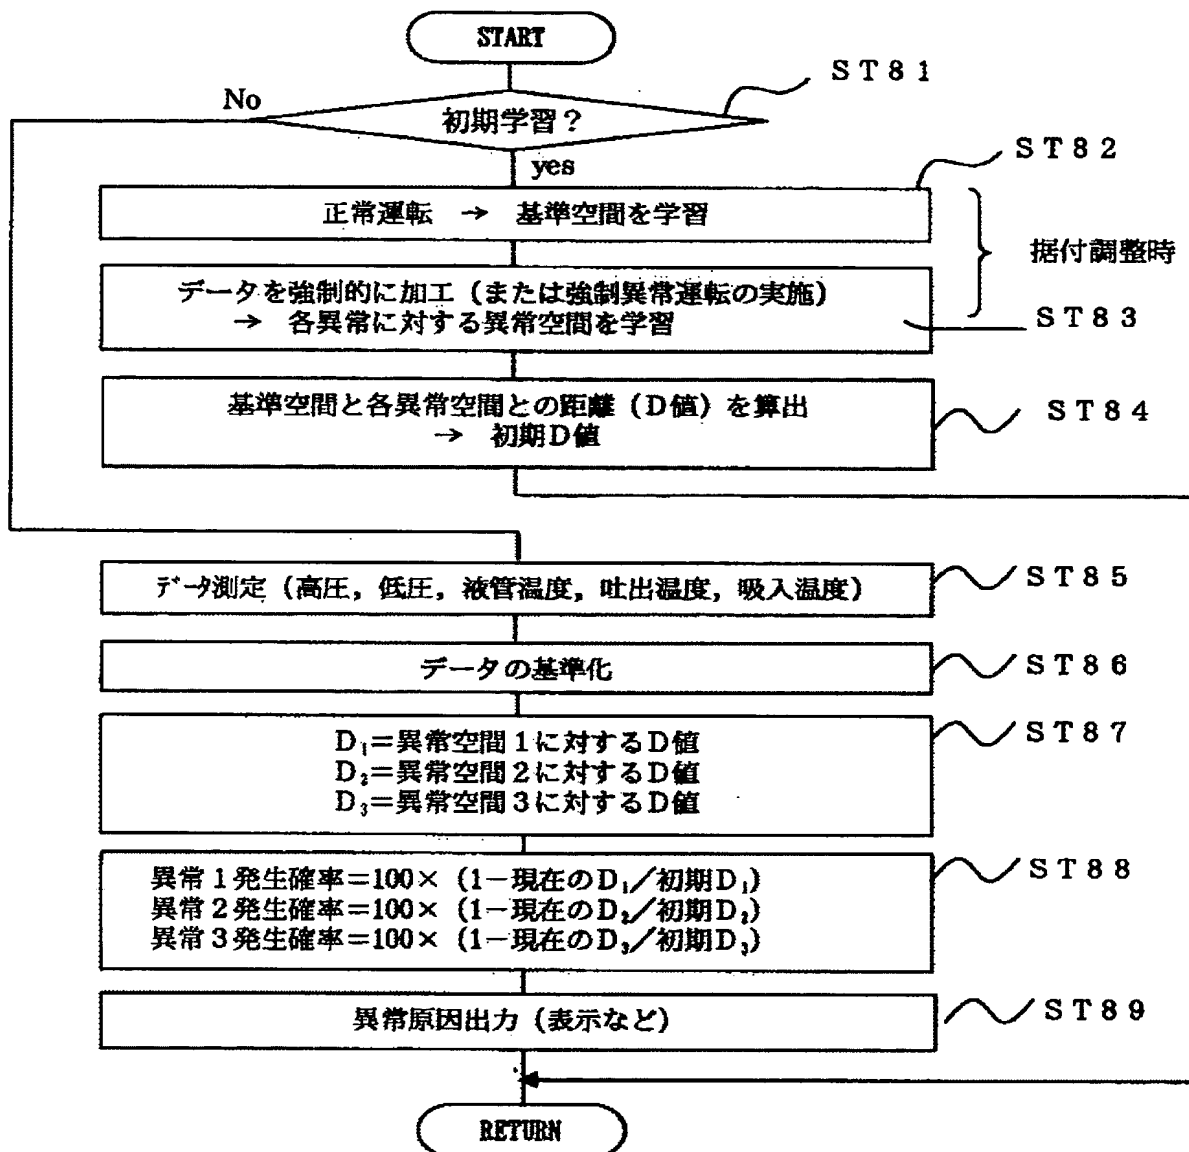 START
ST81
No
初期学習?
yes
ST82
正常運転 → 基準空間を学習
据付調整時
データを強制的に加工(または強制異常運転の実施)
→ 各異常に対する異常空間を学習
ST83
基準空間と各異常空間との距離(D値)を算出
→ 初期D値
ST84
データ測定(高圧,低圧,液管温度,吐出温度,吸入温度)
ST85
データの基準化
ST86
D₁=異常空間1に対するD値
D₂=異常空間2に対するD値
D₃=異常空間3に対するD値
ST87
異常1発生確率=100×(1-現在のD₁/初期D₁)
異常2発生確率=100×(1-現在のD₂/初期D₂)
異常3発生確率=100×(1-現在のD₃/初期D₃)
ST88
異常原因出力(表示など)
ST89
RETURN